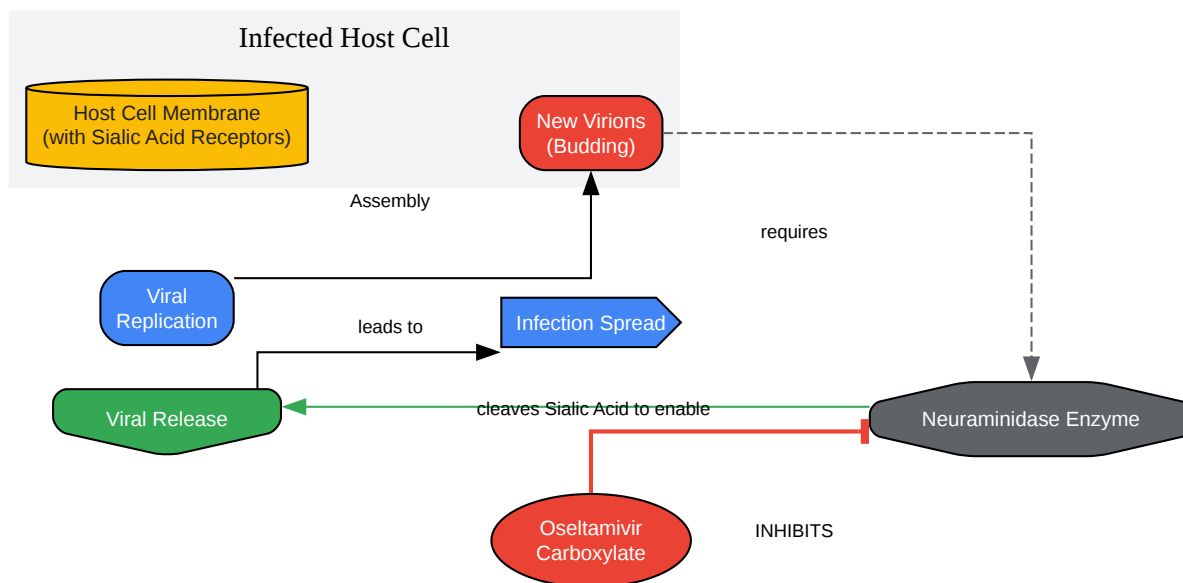 Infected Host Cell
Host Cell Membrane
(with Sialic Acid Receptors)
New Virions
(Budding)
Assembly
requires
Viral
Replication
Infection Spread
leads to
cleaves Sialic Acid to enable
Viral Release
Neuraminidase Enzyme
Oseltamivir
Carboxylate
INHIBITS